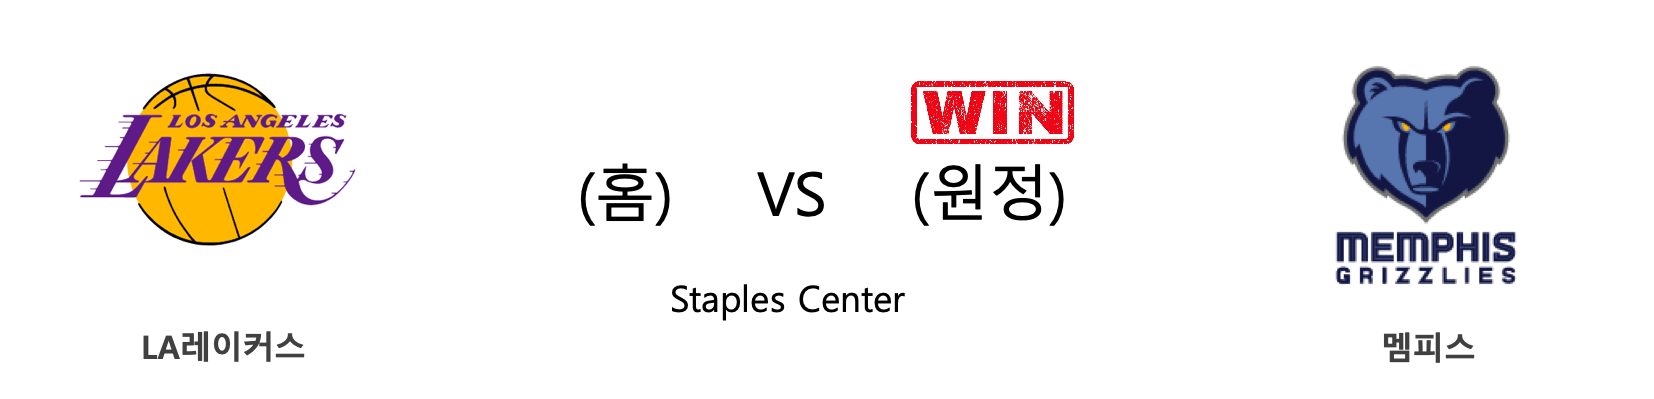 LOS ANGELES
LAKERS
WIN
(홈) VS (원정)
MEMPHIS
GRIZZLIES
Staples Center
LA레이커스
멤피스